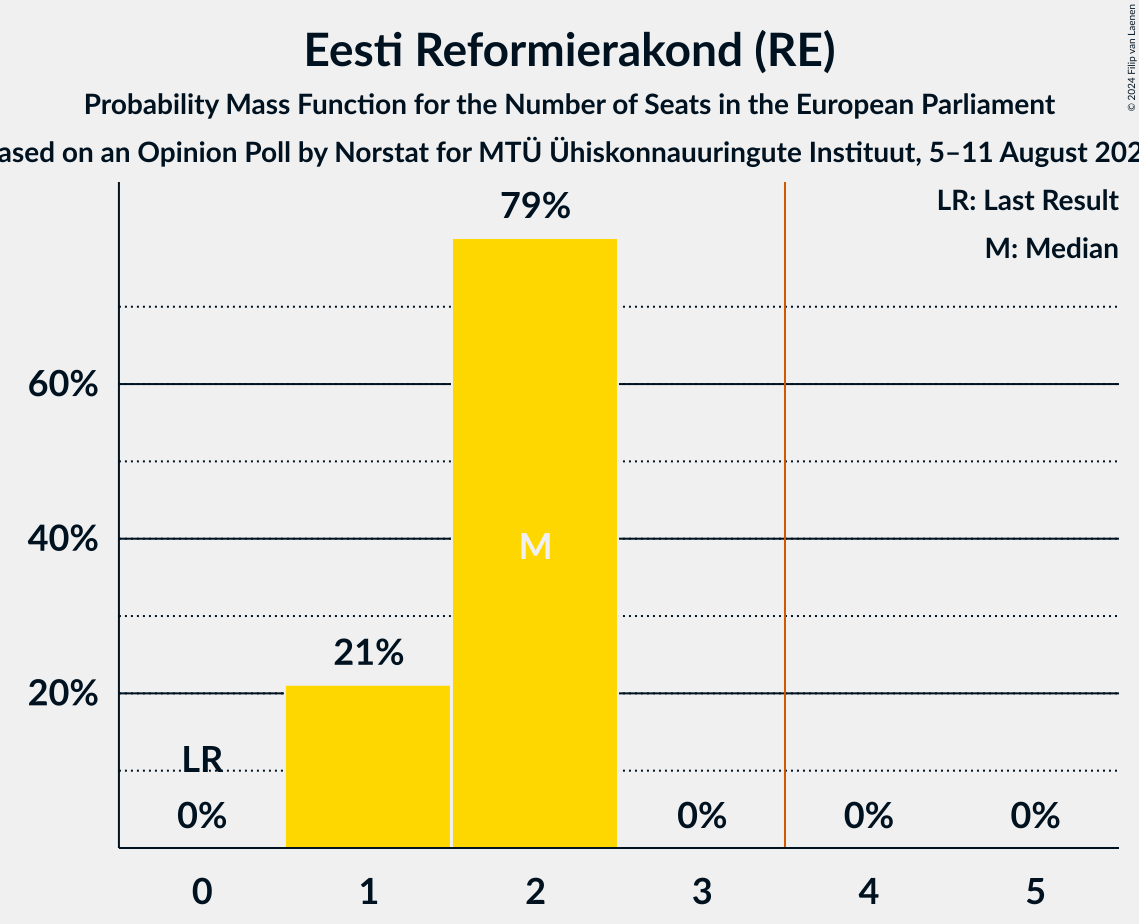 Eesti Reformierakond (RE)
Probability Mass Function for the Number of Seats in the European Parliament
ased on an Opinion Poll by Norstat for MTÜ Ühiskonnauuringute Instituut, 5–11 August 202
© 2024 Filip van Laenen
LR: Last Result
M: Median
79%
60%
40%
M
21%
20%
LR
0%
0%
0%
0%
0
1
2
3
4
5